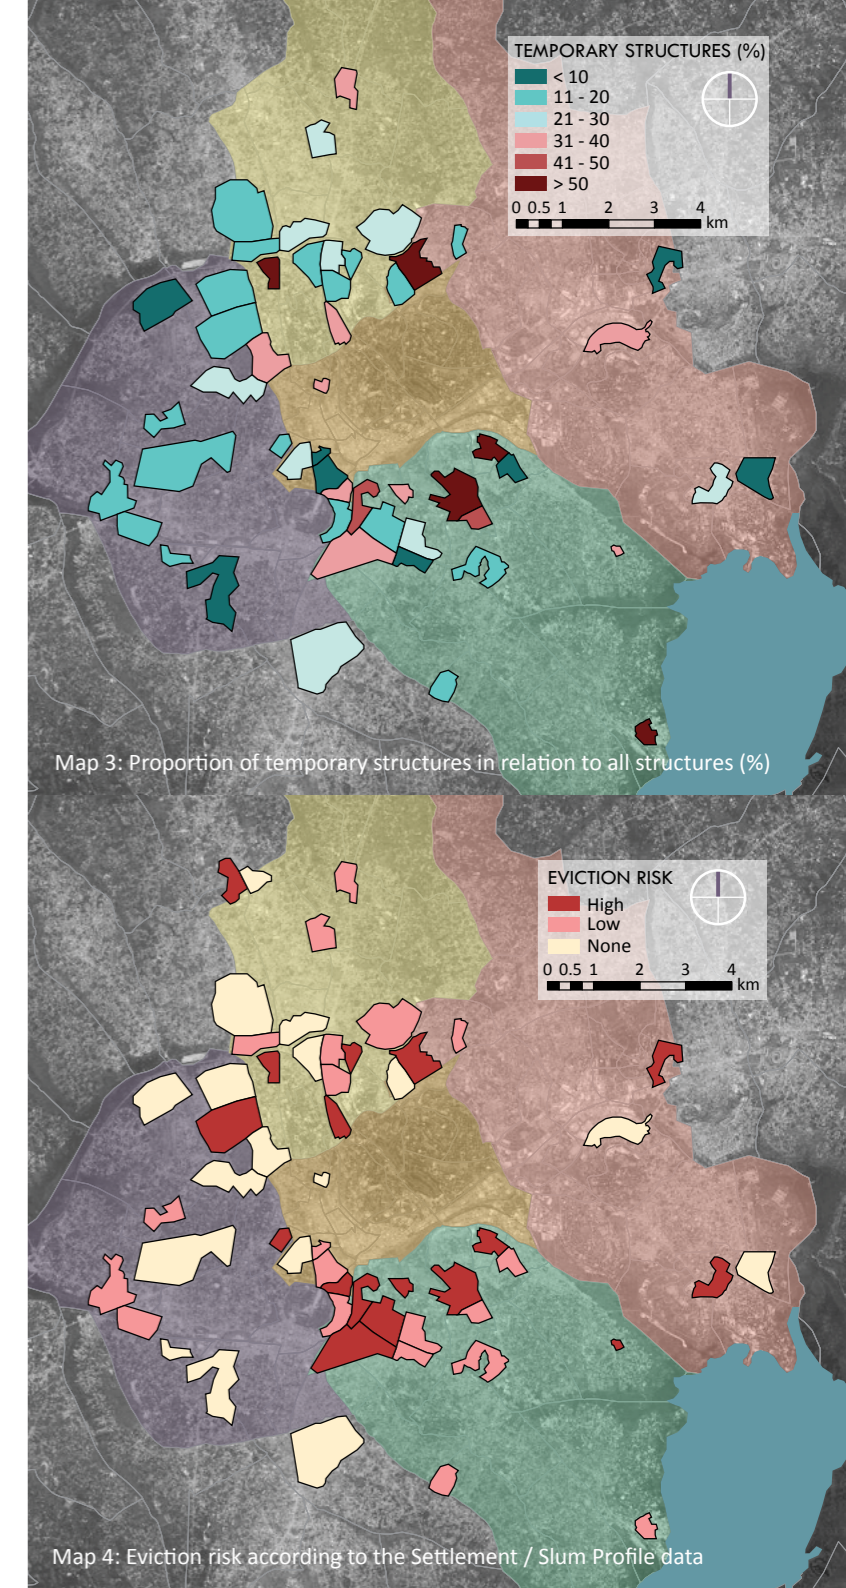 TEMPORARY STRUCTURES (%)
< 10
11 - 20
21 - 30
31 - 40
41 - 50
> 50
0 0.5 1 2 3 4
km
Map 3: Proportion of temporary structures in relation to all structures (%)
EVICTION RISK
High
Low
None
0 0.5 1 2 3 4
km
Map 4: Eviction risk according to the Settlement / Slum Profile data